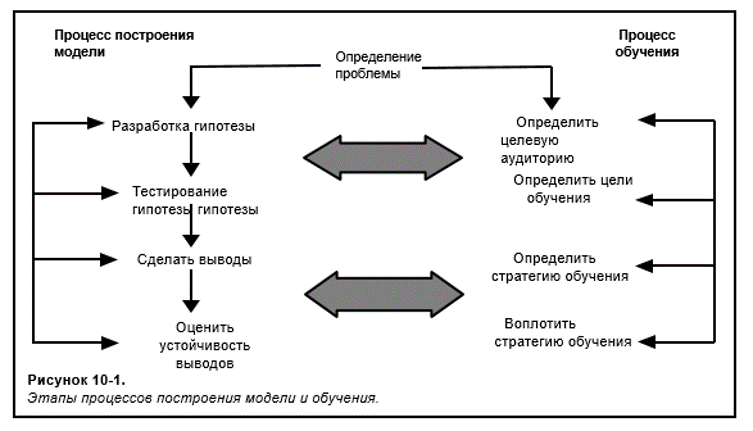 Процесс построения
модели
Процесс
обучения
Определение
проблемы
Разработка гипотезы
Определить
целевую
аудиторию
Тестирование
гипотезы гипотезы
Определить цели
обучения
Сделать выводы
Определить
стратегию обучения
Оценить
устойчивость
выводов
Воплотить
стратегию обучения
Рисунок 10-1.
Этапы процессов построения модели и обучения.